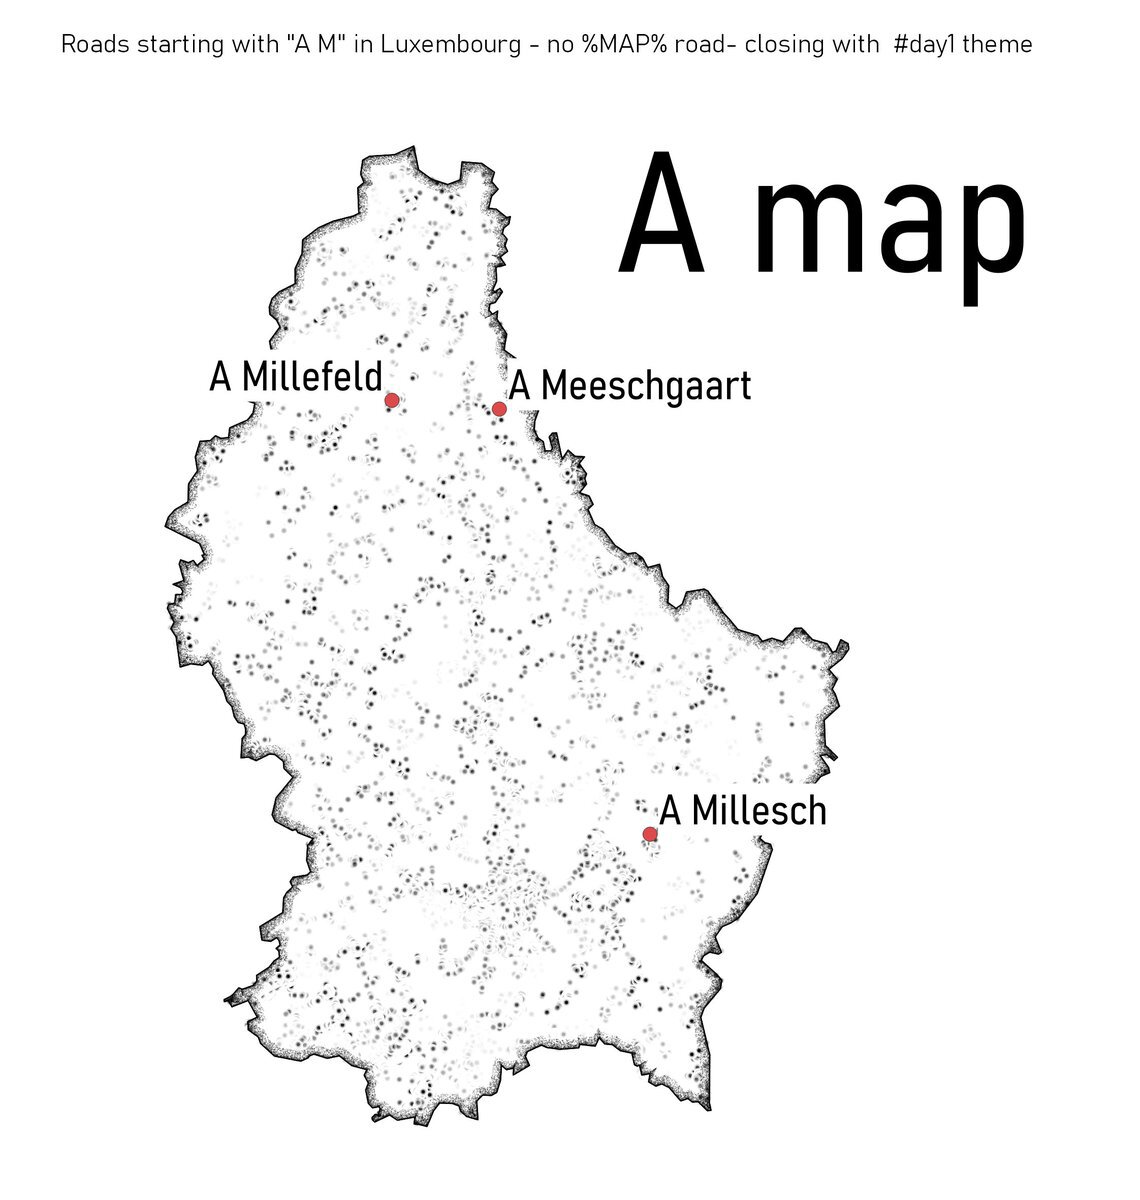 Roads starting with "A M" in Luxembourg - no %MAP% road- closing with  #day1 theme
A map
A Millefeld
A Meeschgaart
A Millesch